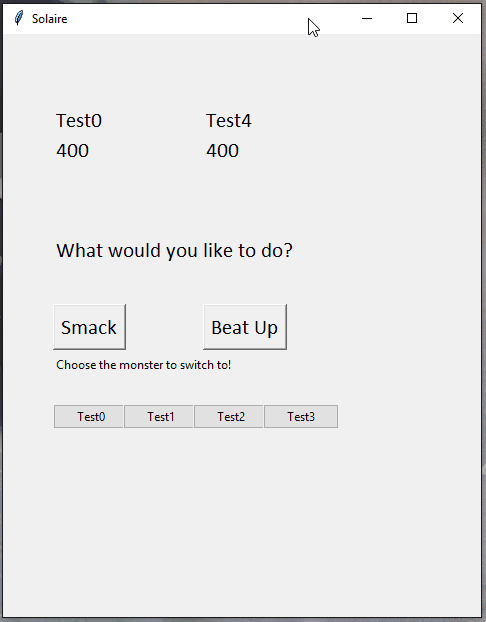 Solaire
Test0 Test4
400 400
What would you like to do?
Smack Beat Up
Choose the monster to switch to!
Test0 Test1 Test2 Test3